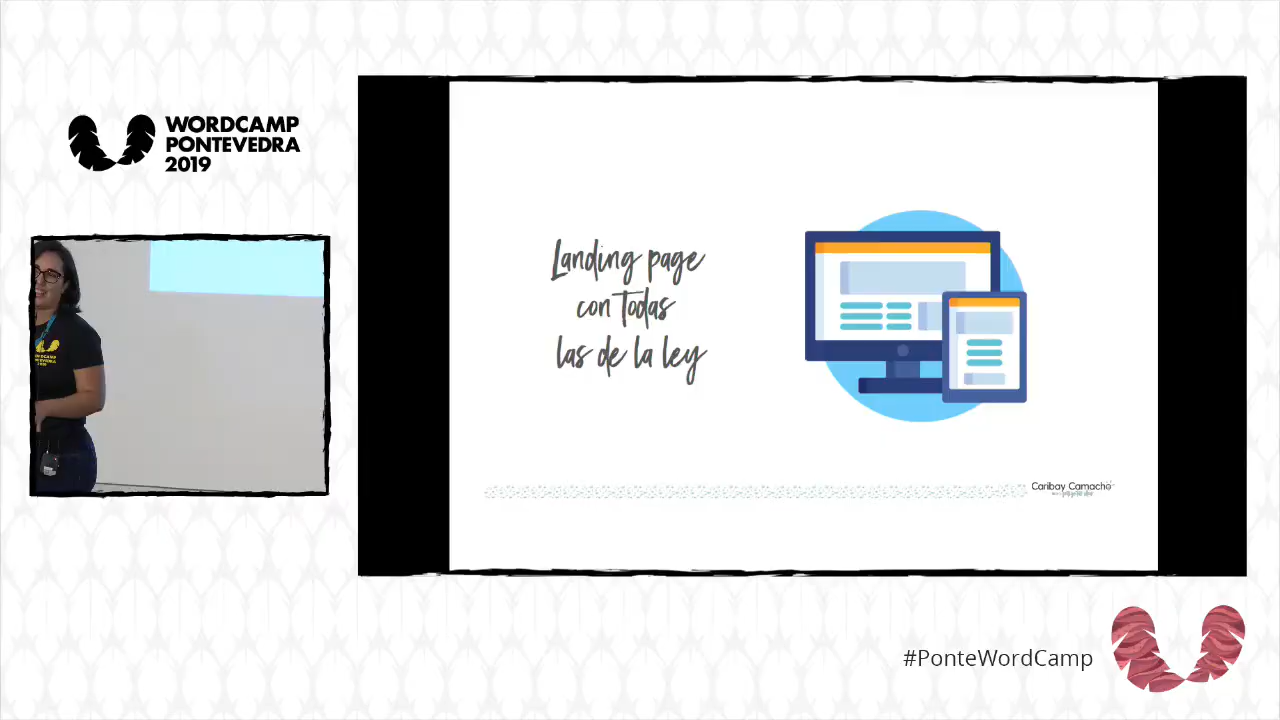 WORDCAMP
PONTEVEDRA
2019
Landing page
con todas
las de la ley
Caribay Camacho
#PonteWordCamp